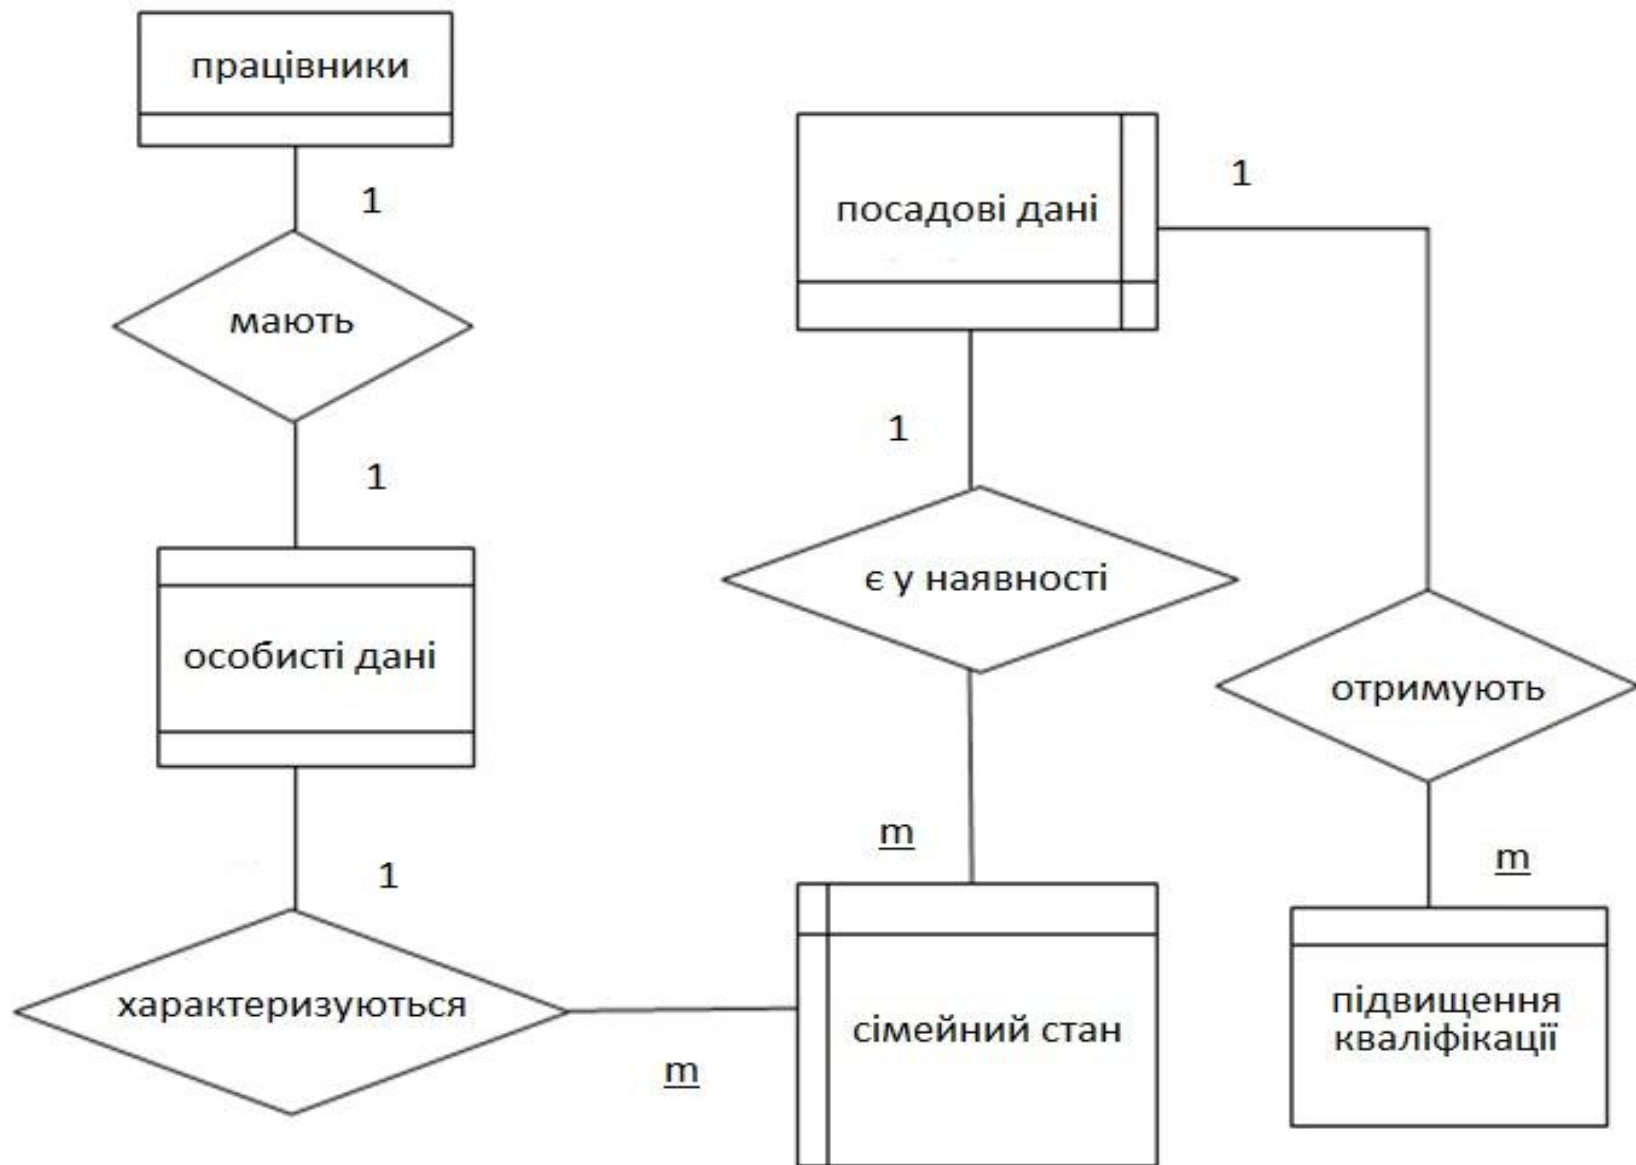 працівники
1
мають
1
особисті дані
1
характеризуються
m
посадові дані
1
1
є у наявності
m
сімейний стан
отримують
m
підвищення
кваліфікації